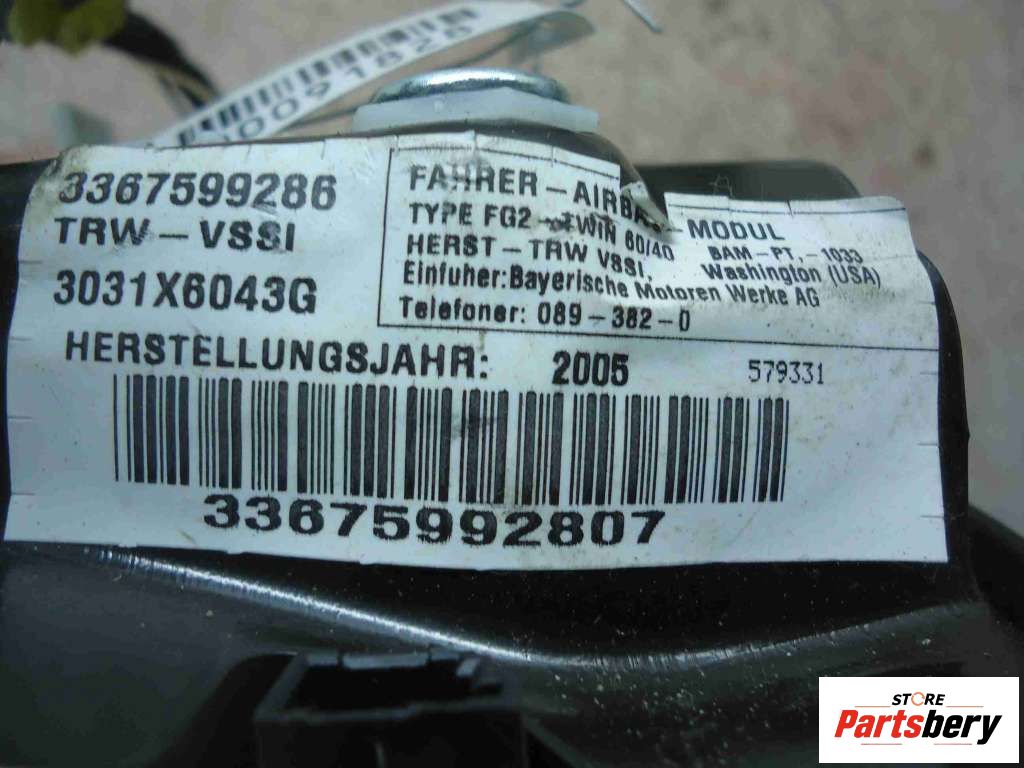 00091828
3367599286
TRW-VSSI
3031X6043G
FAHRER-AIRBAG-MODUL
TYPE FG2- TWIN 60/40 BAM-PT,-1033
HERST-TRW VSSI, Washington (USA)
Einfuher: Bayerische Motoren Werke AG
Telefoner: 089-382-0
HERSTELLUNGSJAHR: 2005 579331
33675992807
STORE
Partsbery